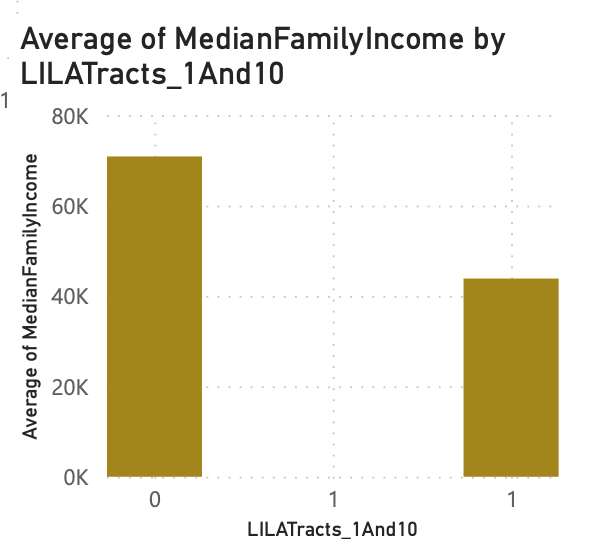 Average of MedianFamilyIncome by
LILATracts_1And10
1
80K
60K
40K
20K
0K
Average of MedianFamilyIncome
0 1 1
LILATracts_1And10